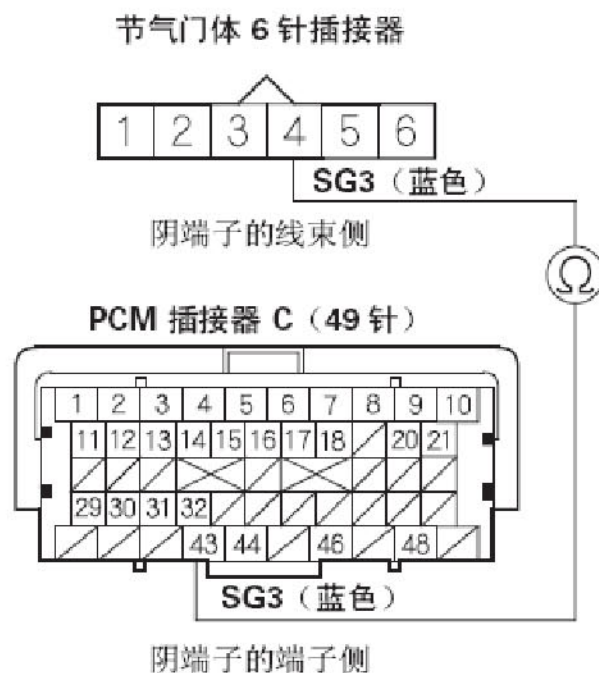 节气门体 6 针插接器
1 2 3 4 5 6
SG3（蓝色）
阴端子的线束侧
Ω
PCM 插接器 C（49 针）
1 2 3 4 5 6 7 8 9 10
11 12 13 14 15 16 17 18 20 21
29 30 31 32
43 44 46 48
SG3（蓝色）
阴端子的端子侧